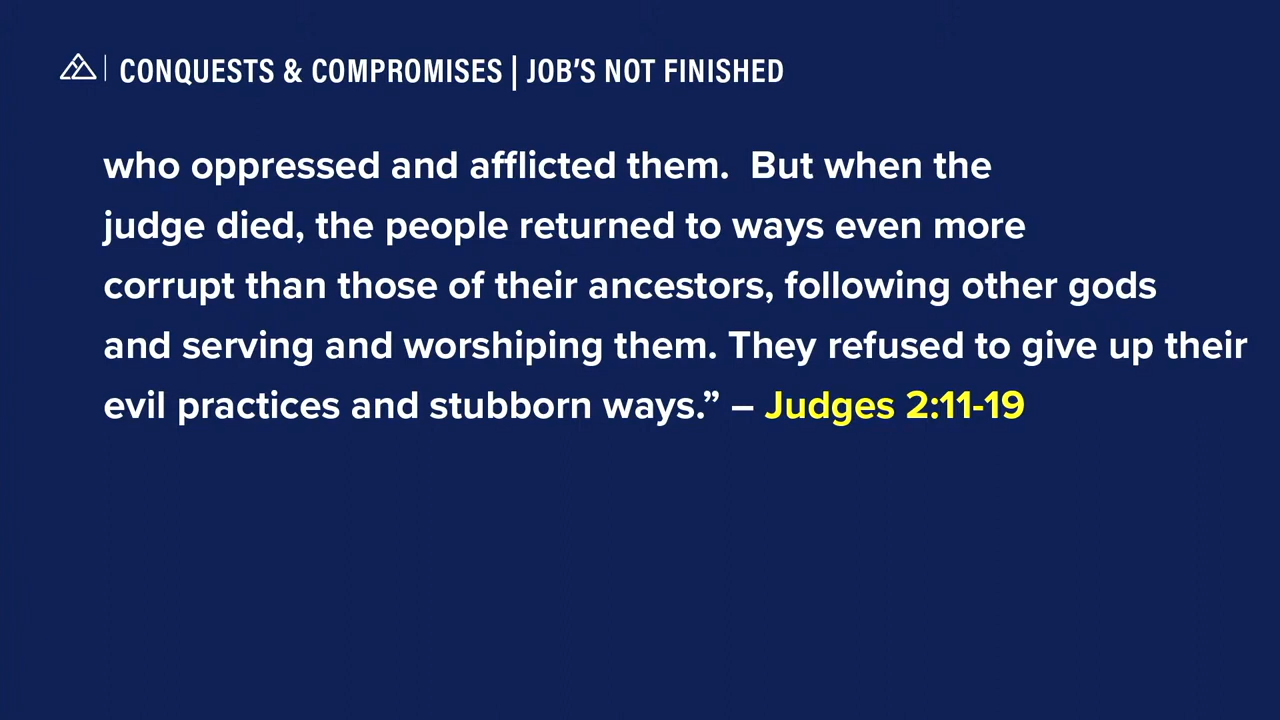 CONQUESTS & COMPROMISES | JOB’S NOT FINISHED
who oppressed and afflicted them.  But when the
judge died, the people returned to ways even more
corrupt than those of their ancestors, following other gods
and serving and worshiping them. They refused to give up their
evil practices and stubborn ways.” – Judges 2:11-19